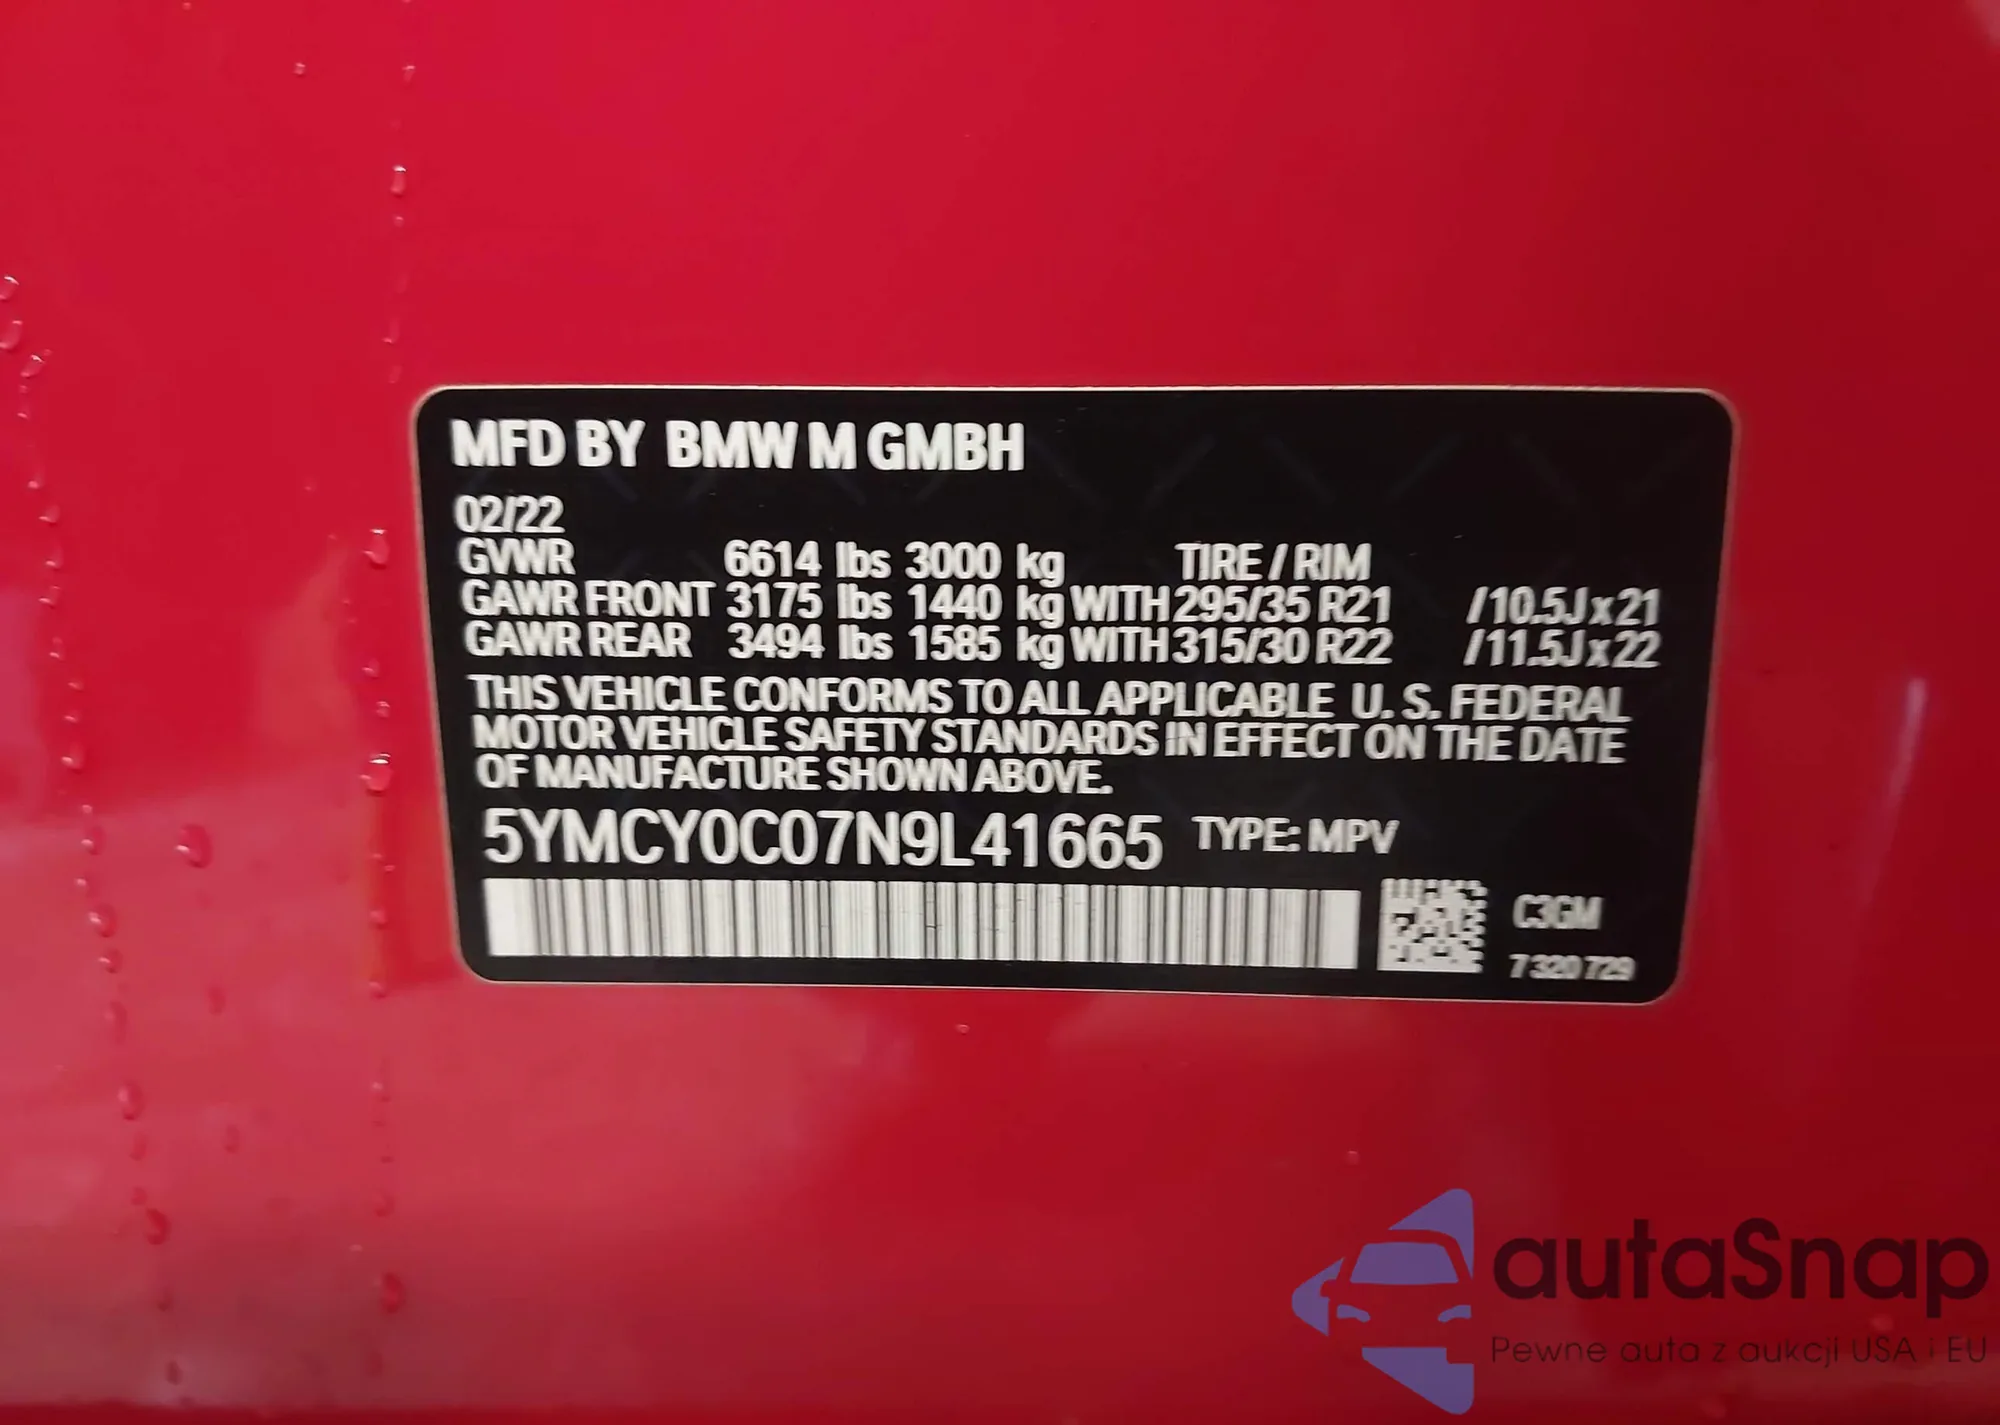 MFD BY BMW M GMBH
02/22
GVWR 6614 lbs 3000 kg TIRE / RIM
GAWR FRONT 3175 lbs 1440 kg WITH 295/35 R21 /10.5J x 21
GAWR REAR 3494 lbs 1585 kg WITH 315/30 R22 /11.5J x 22
THIS VEHICLE CONFORMS TO ALL APPLICABLE U. S. FEDERAL
MOTOR VEHICLE SAFETY STANDARDS IN EFFECT ON THE DATE
OF MANUFACTURE SHOWN ABOVE.
5YMCY0C07N9L41665 TYPE: MPV
C3GM
7 320 729
autaSnap
Pewne auta z aukcji USA i EU